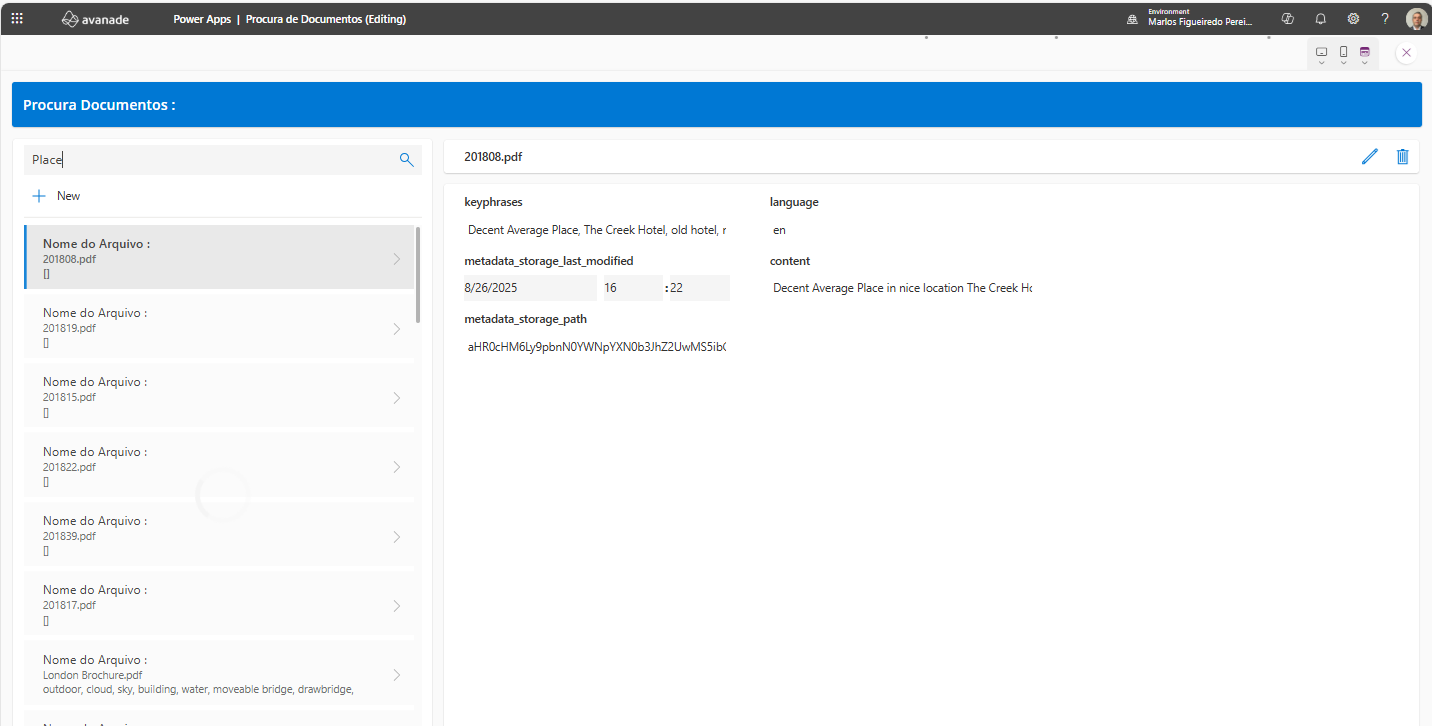 avanade Power Apps | Procura de Documentos (Editing) Environment
Marlos Figueiredo Perei... ?
Procura Documentos :
Place
New
Nome do Arquivo :
201808.pdf
[]
Nome do Arquivo :
201819.pdf
[]
Nome do Arquivo :
201815.pdf
[]
Nome do Arquivo :
201822.pdf
[]
Nome do Arquivo :
201839.pdf
[]
Nome do Arquivo :
201817.pdf
[]
Nome do Arquivo :
London Brochure.pdf
outdoor, cloud, sky, building, water, moveable bridge, drawbridge,
201808.pdf
keyphrases language
Decent Average Place, The Creek Hotel, old hotel, en
metadata_storage_last_modified content
8/26/2025 16 :22 Decent Average Place in nice location The Creek
metadata_storage_path